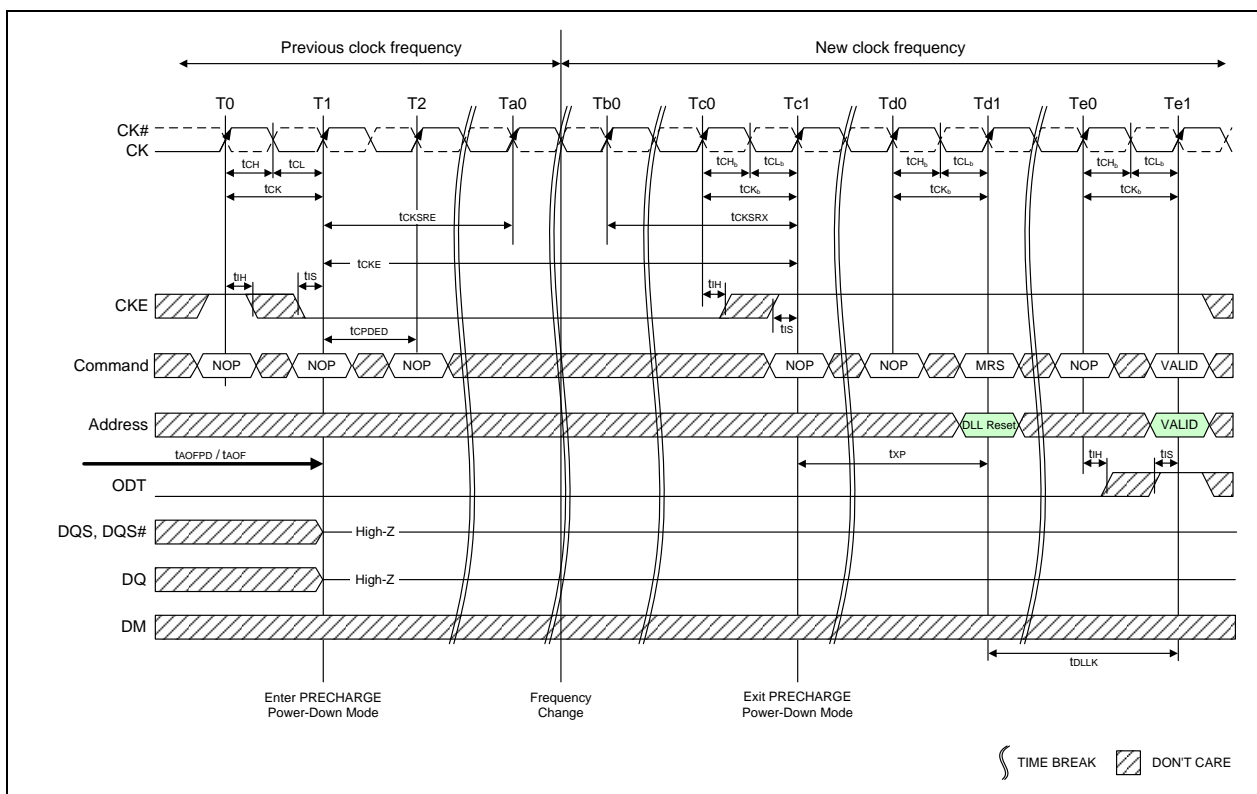 Previous clock frequency
New clock frequency
T0 T1 T2 Ta0 Tb0 Tc0 Tc1 Td0 Td1 Te0 Te1
CK#
CK
tCH tCL tCHb tCLb tCHb tCLb tCHb tCLb
tCK tCKb tCKb tCKb
tCKSRE tCKSRX
tCKE
tIH tIS tIH
CKE
tIS
tCPDED
Command NOP NOP NOP NOP NOP MRS NOP VALID
Address DLL Reset VALID
tAOFPD / tAOF tXP tIH tIS
ODT
DQS, DQS# High-Z
DQ High-Z
DM
tDLLK
Enter PRECHARGE
Power-Down Mode
Frequency
Change
Exit PRECHARGE
Power-Down Mode
TIME BREAK DON'T CARE